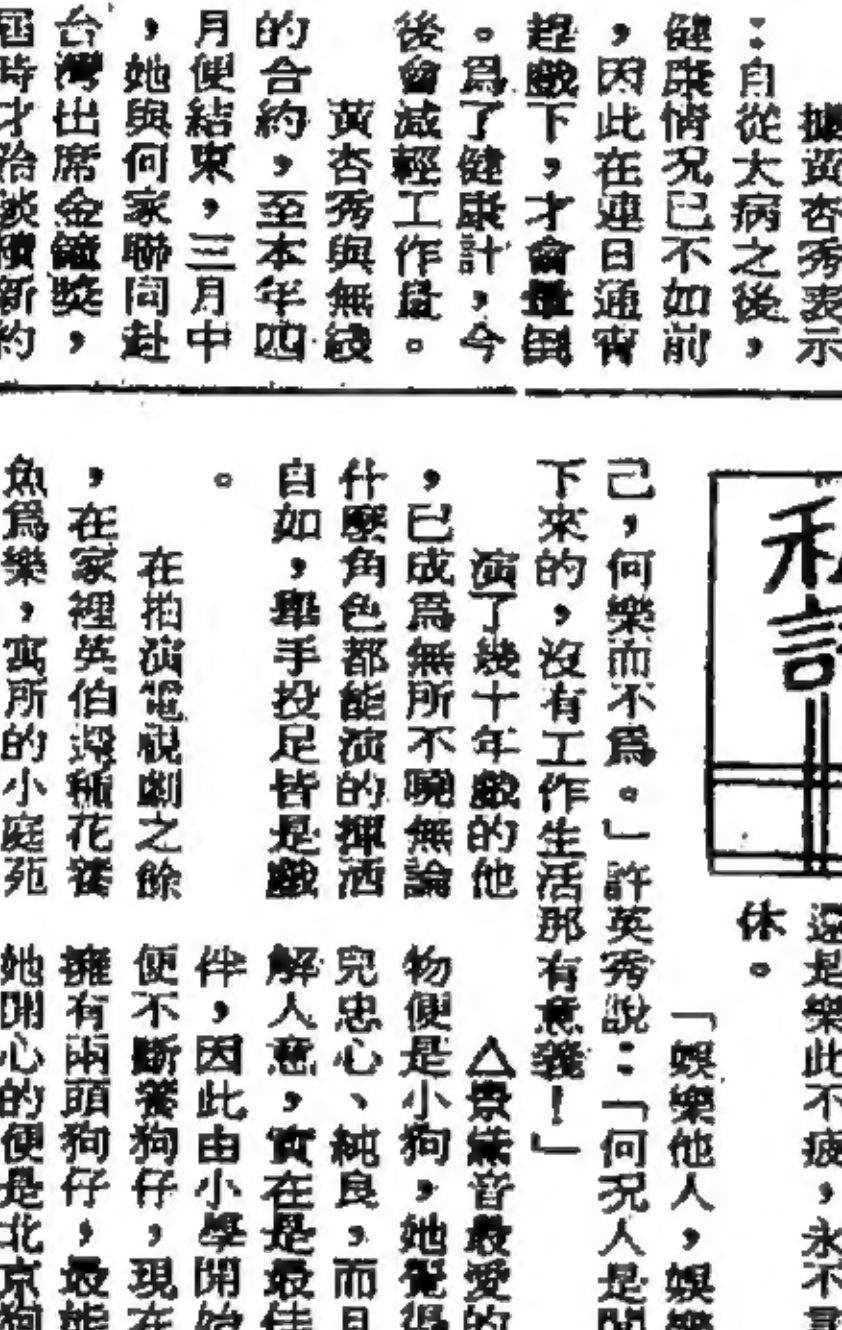 據黃杏秀表示
：自從大病之後，
健康情況已不如前
，因此在連日通宵
趕戲下，才會暈倒
。爲了健康計，今
後會減輕工作量。
黃杏秀與無綫
的合約，至本年四
月便結束，三月中
，她與何家聯同赴
台灣出席金鐘獎，
屆時才洽談續新約
私
還是樂此不疲，永不言
休。
「娛樂他人，娛樂
己，何樂而不爲。」許英秀說：「何況人是閒
下來的，沒有工作生活那有意義！」
演了幾十年戲的他
，已成爲無所不曉無論
什麼角色都能演的揮洒
自如，舉手投足皆是戲
。
在拍演電視劇之餘
，在家裡英伯還種花養
魚爲樂，寓所的小庭苑
△景黛音最愛的
物便是小狗，她覺得
兒忠心、純良，而且
解人意，實在是最佳
伴，因此由小學開始
便不斷養狗仔，現在
擁有兩頭狗仔，最能
她開心的便是北京狗